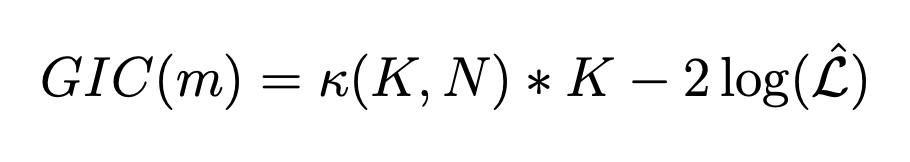 GIC(m) = κ(K, N) * K − 2 log(ℒ̂)